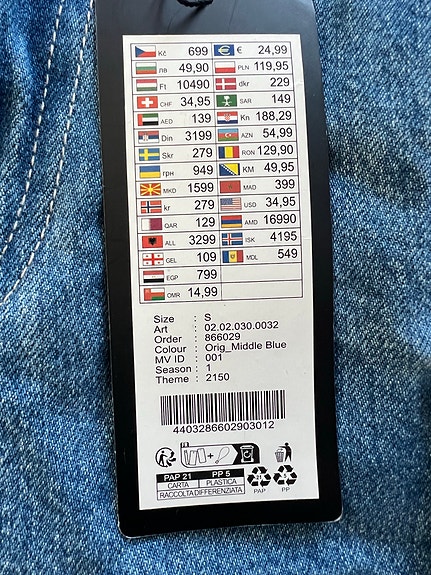 Kč 699 € € 24,99
лв 49,90 PLN 119,95
Ft 10490 dkr 229
CHF 34,95 SAR 149
AED 139 Kn 188,29
Din 3199 AZN 54,99
Skr 279 RON 129,90
грн 949 KM 49,95
MKD 1599 MAD 399
kr 279 USD 34,95
QAR 129 AMD 16990
ALL 3299 ISK 4195
GEL 109 MDL 549
EGP 799
OMR 14,99
Size : S
Art : 02.02.030.0032
Order : 866029
Colour : Orig_Middle Blue
MV ID : 001
Season : 1
Theme : 2150
4403286602903012
PAP 21 PP 5
CARTA PLASTICA
RACCOLTA DIFFERENZIATA
21 5
PAP PP